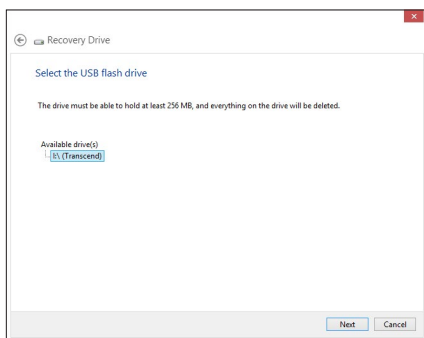 Recovery Drive
Select the USB flash drive
The drive must be able to hold at least 256 MB, and everything on the drive will be deleted.
Available drive(s)
I:\ (Transcend)
Next Cancel